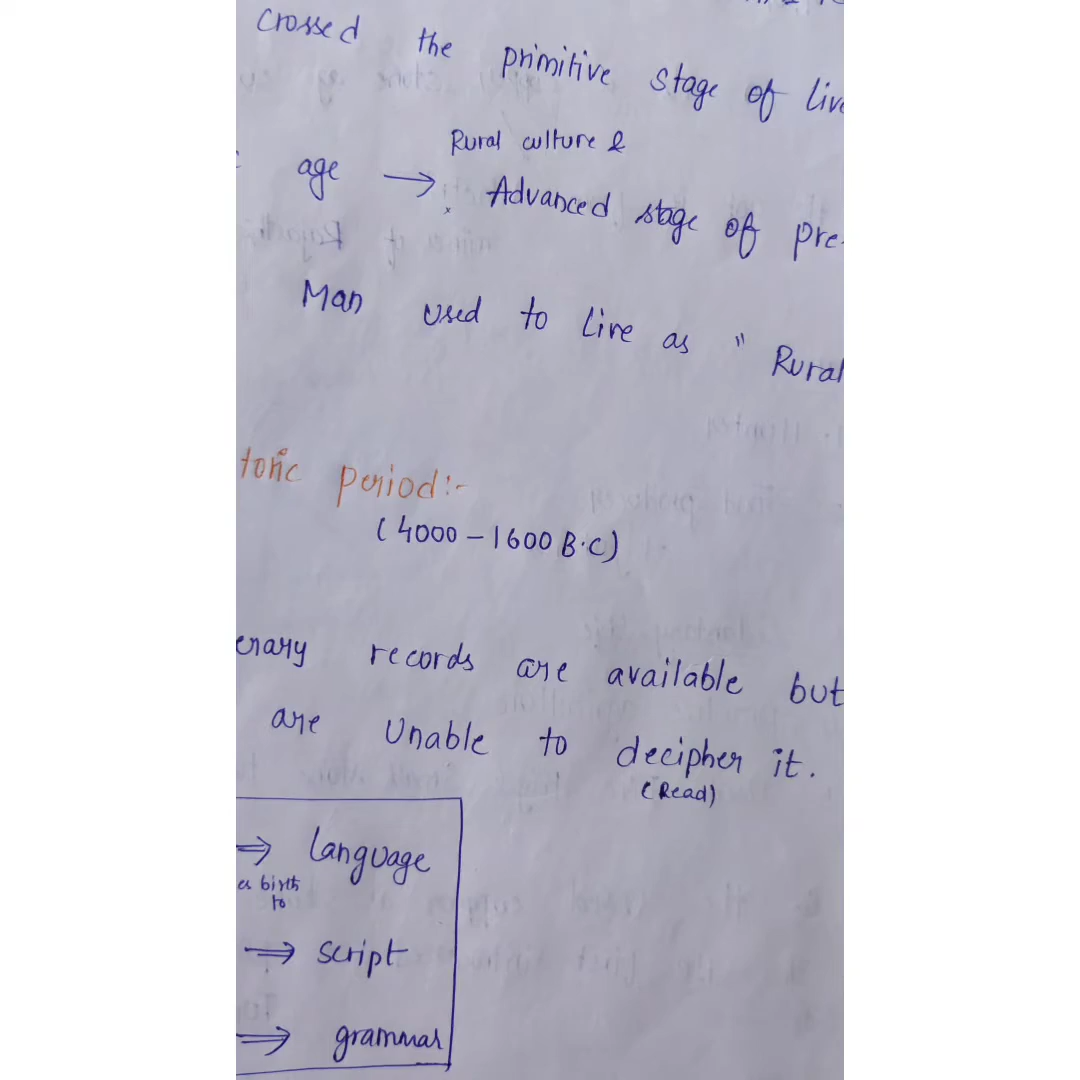 crossed the primitive stage of live
Rural culture &
age → Advanced stage of pre-
Man used to live as " Rural
toric period:-
(4000 - 1600 B.C)
erary records are available but
are Unable to decipher it.
(Read)
⇒ language
es birth
to
⇒ script
⇒ grammar